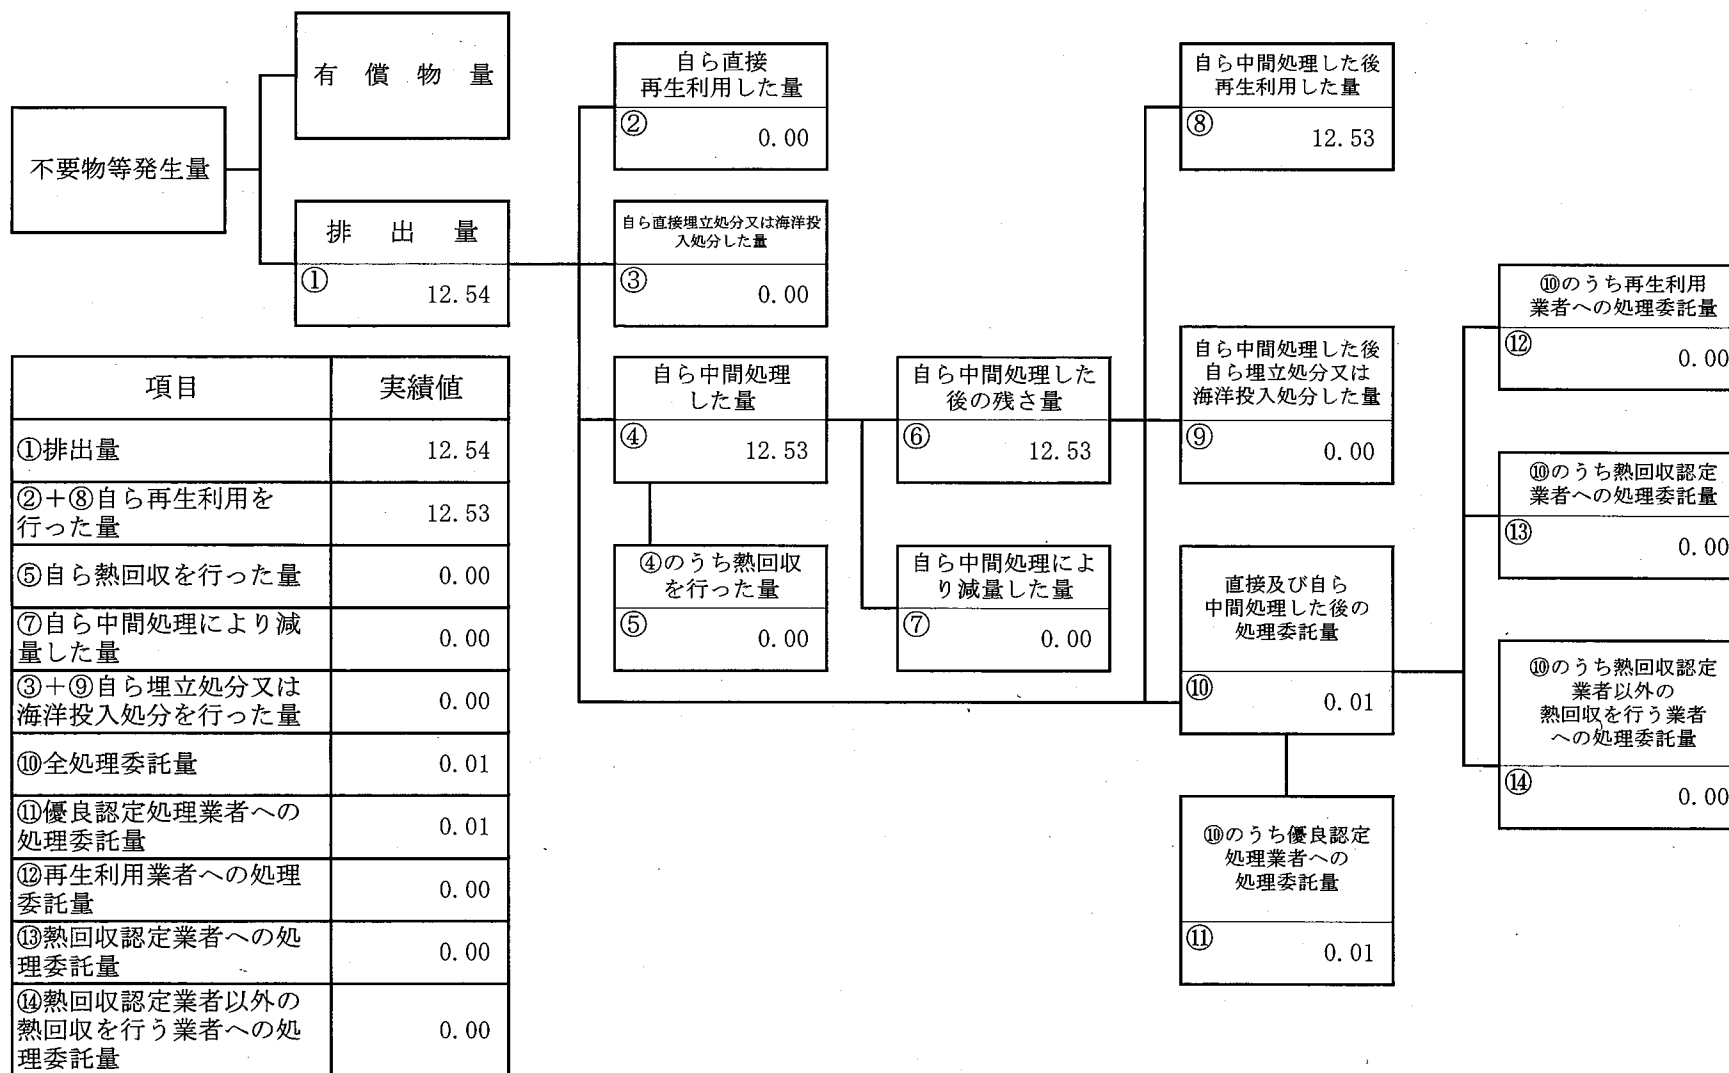 不要物等発生量
有償物量
排出量
①
12.54
自ら直接
再生利用した量
②
0.00
自ら直接埋立処分又は海洋投
入処分した量
③
0.00
自ら中間処理
した量
④
12.53
④のうち熱回収
を行った量
⑤
0.00
自ら中間処理した
後の残さ量
⑥
12.53
自ら中間処理によ
り減量した量
⑦
0.00
自ら中間処理した後
再生利用した量
⑧
12.53
自ら中間処理した後
自ら埋立処分又は
海洋投入処分した量
⑨
0.00
直接及び自ら
中間処理した後の
処理委託量
⑩
0.01
⑩のうち優良認定
処理業者への
処理委託量
⑪
0.01
⑩のうち再生利用
業者への処理委託量
⑫
0.00
⑩のうち熱回収認定
業者への処理委託量
⑬
0.00
⑩のうち熱回収認定
業者以外の
熱回収を行う業者
への処理委託量
⑭
0.00
項目 実績値
①排出量 12.54
②+⑧自ら再生利用を
行った量 12.53
⑤自ら熱回収を行った量 0.00
⑦自ら中間処理により減
量した量 0.00
③+⑨自ら埋立処分又は
海洋投入処分を行った量 0.00
⑩全処理委託量 0.01
⑪優良認定処理業者への
処理委託量 0.01
⑫再生利用業者への処理
委託量 0.00
⑬熱回収認定業者への処
理委託量 0.00
⑭熱回収認定業者以外の
熱回収を行う業者への処
理委託量 0.00